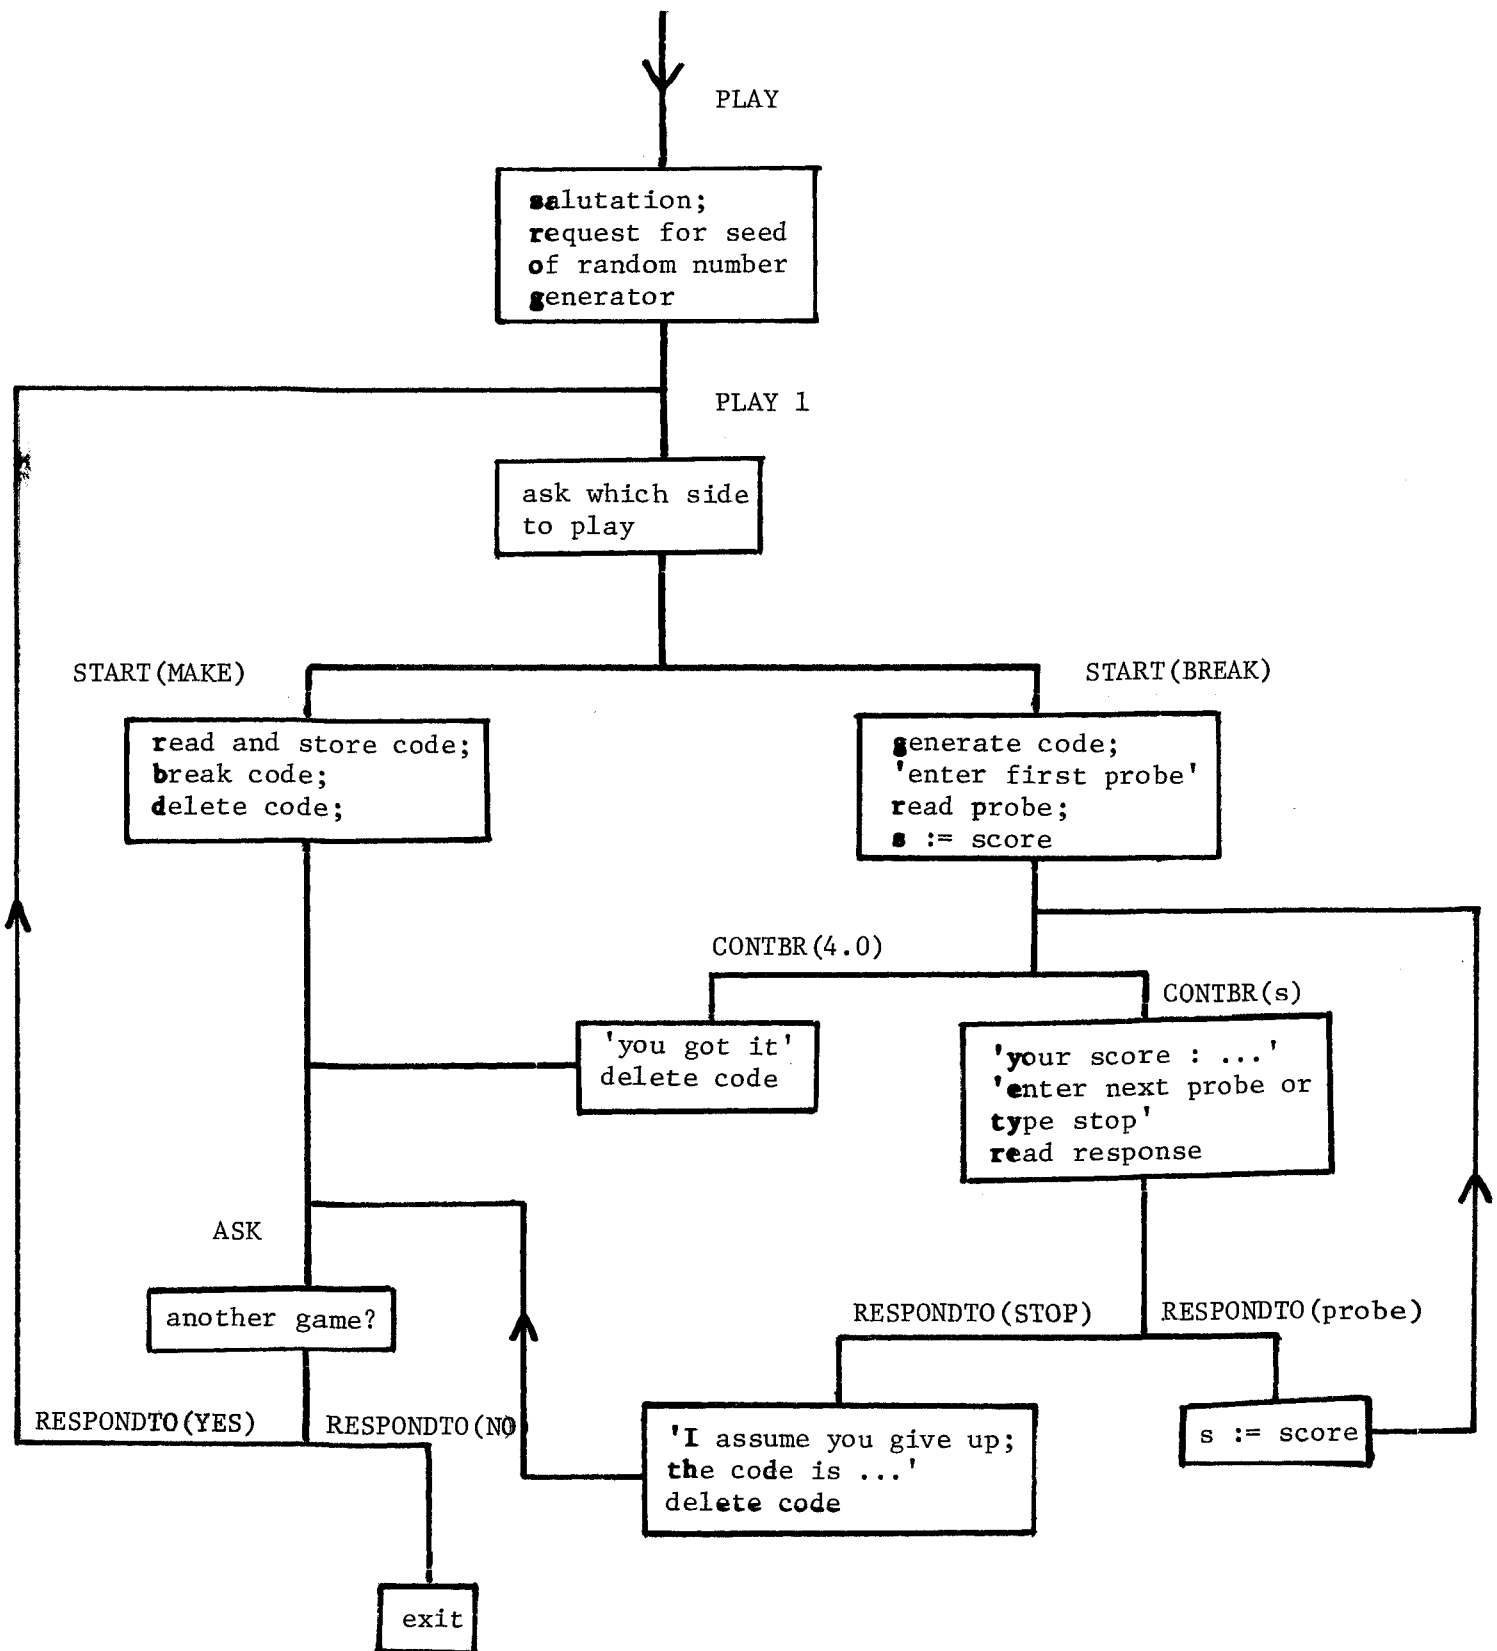 PLAY
salutation;
request for seed
of random number
generator
PLAY 1
ask which side
to play
START(MAKE)
START(BREAK)
read and store code;
break code;
delete code;
generate code;
'enter first probe'
read probe;
s := score
CONTBR(4.0)
CONTBR(s)
'you got it'
delete code
'your score : ...'
'enter next probe or
type stop'
read response
ASK
another game?
RESPONDTO(STOP)
RESPONDTO(probe)
RESPONDTO(YES)
RESPONDTO(NO)
'I assume you give up;
the code is ...'
delete code
s := score
exit